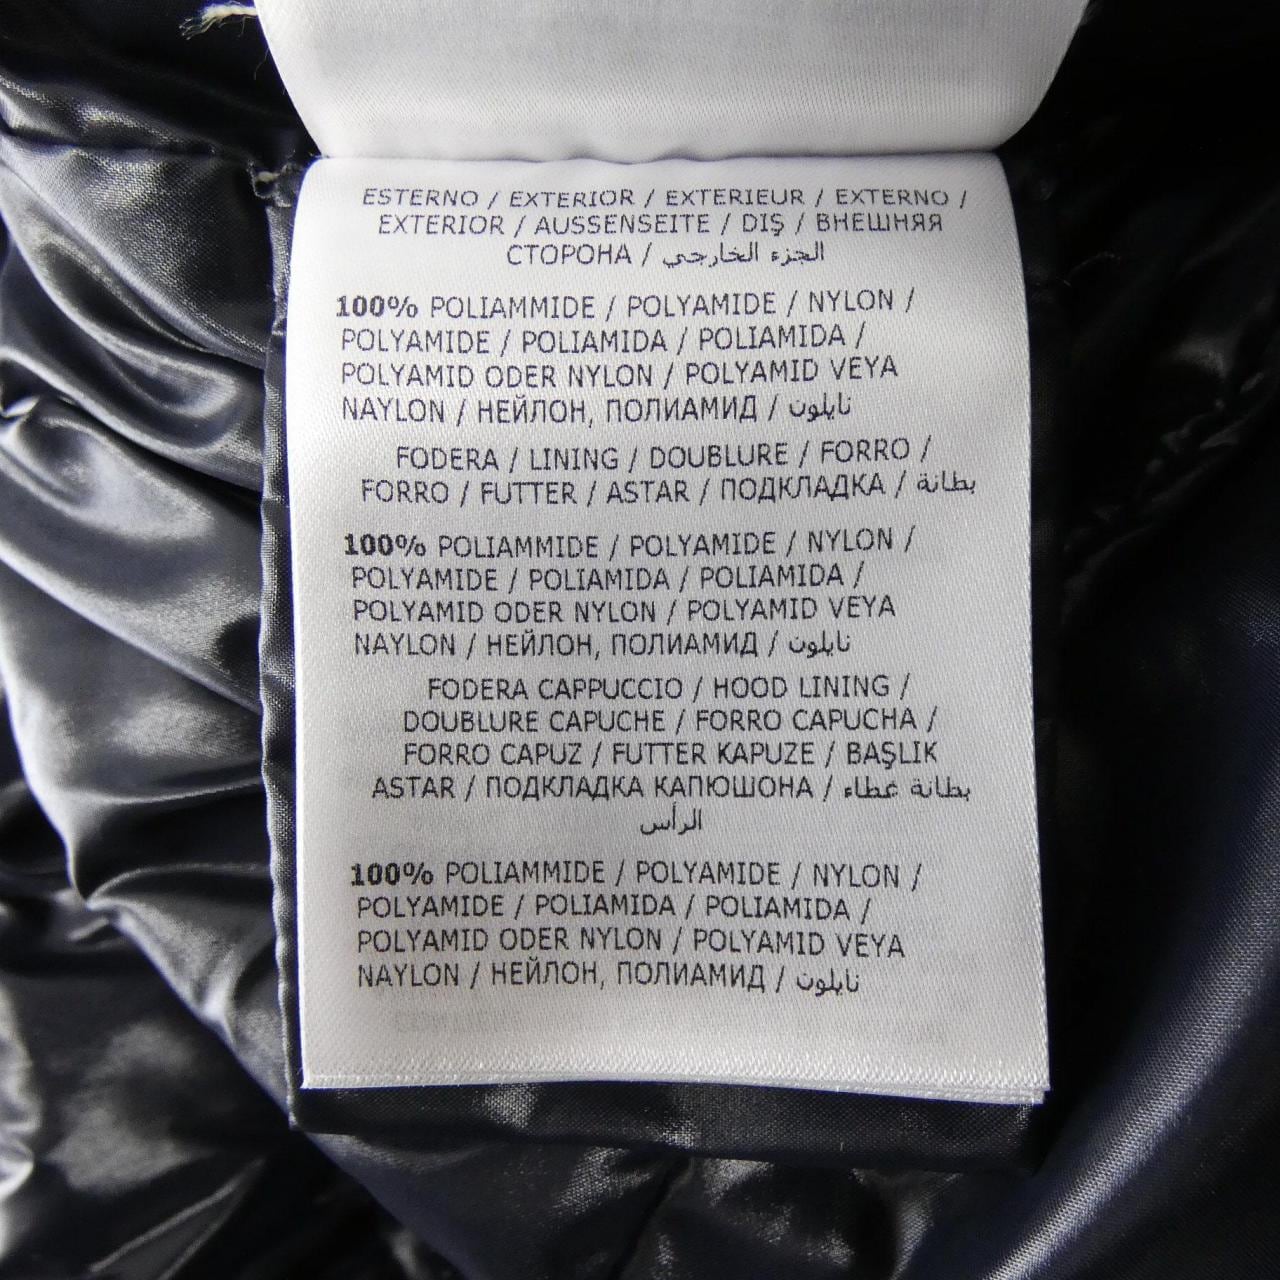 ESTERNO / EXTERIOR / EXTERIEUR / EXTERNO /
EXTERIOR / AUSSENSEITE / DIŞ / ВНЕШНЯЯ
СТОРОНА / الجزء الخارجي
100% POLIAMMIDE / POLYAMIDE / NYLON /
POLYAMIDE / POLIAMIDA / POLIAMIDA /
POLYAMID ODER NYLON / POLYAMID VEYA
NAYLON / НЕЙЛОН, ПОЛИАМИД / نايلون
FODERA / LINING / DOUBLURE / FORRO /
FORRO / FUTTER / ASTAR / ПОДКЛАДКА / بطانة
100% POLIAMMIDE / POLYAMIDE / NYLON /
POLYAMIDE / POLIAMIDA / POLIAMIDA /
POLYAMID ODER NYLON / POLYAMID VEYA
NAYLON / НЕЙЛОН, ПОЛИАМИД / نايلون
FODERA CAPPUCCIO / HOOD LINING /
DOUBLURE CAPUCHE / FORRO CAPUCHA /
FORRO CAPUZ / FUTTER KAPUZE / BAŞLIK
ASTAR / ПОДКЛАДКА КАПЮШОНА / بطانة غطاء
الرأس
100% POLIAMMIDE / POLYAMIDE / NYLON /
POLYAMIDE / POLIAMIDA / POLIAMIDA /
POLYAMID ODER NYLON / POLYAMID VEYA
NAYLON / НЕЙЛОН, ПОЛИАМИД / نايلون